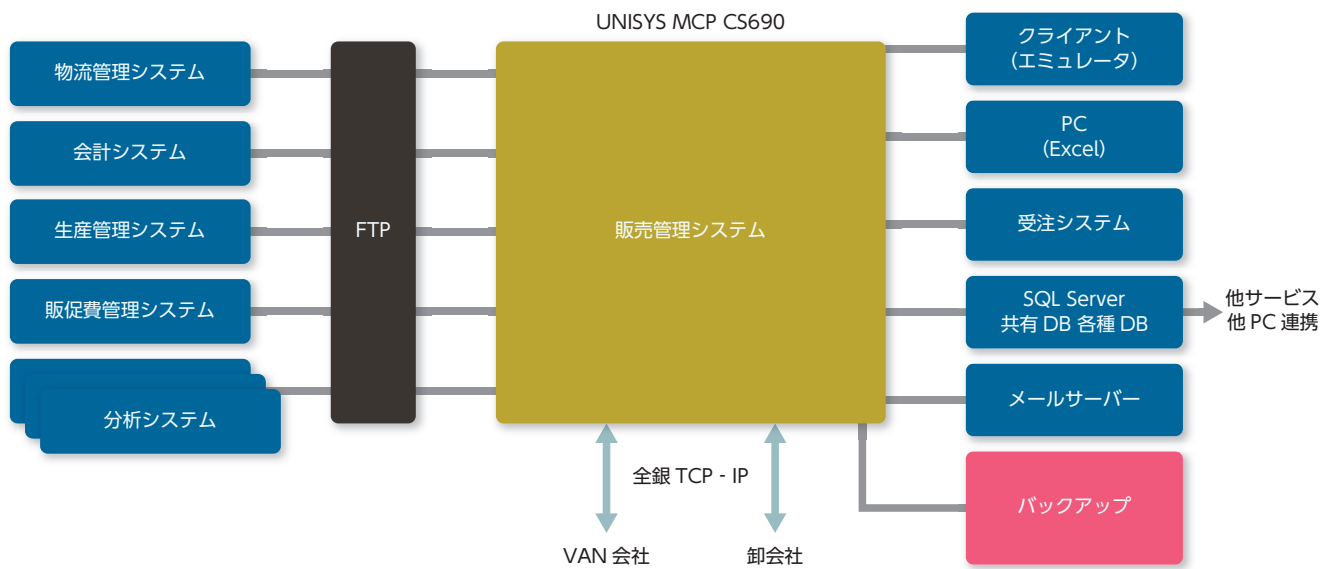 UNISYS MCP CS690
物流管理システム
会計システム
生産管理システム
販促費管理システム
分析システム
FTP
販売管理システム
クライアント
(エミュレータ)
PC
(Excel)
受注システム
SQL Server
共有 DB 各種 DB
他サービス
他 PC 連携
メールサーバー
バックアップ
全銀 TCP - IP
VAN 会社
卸会社